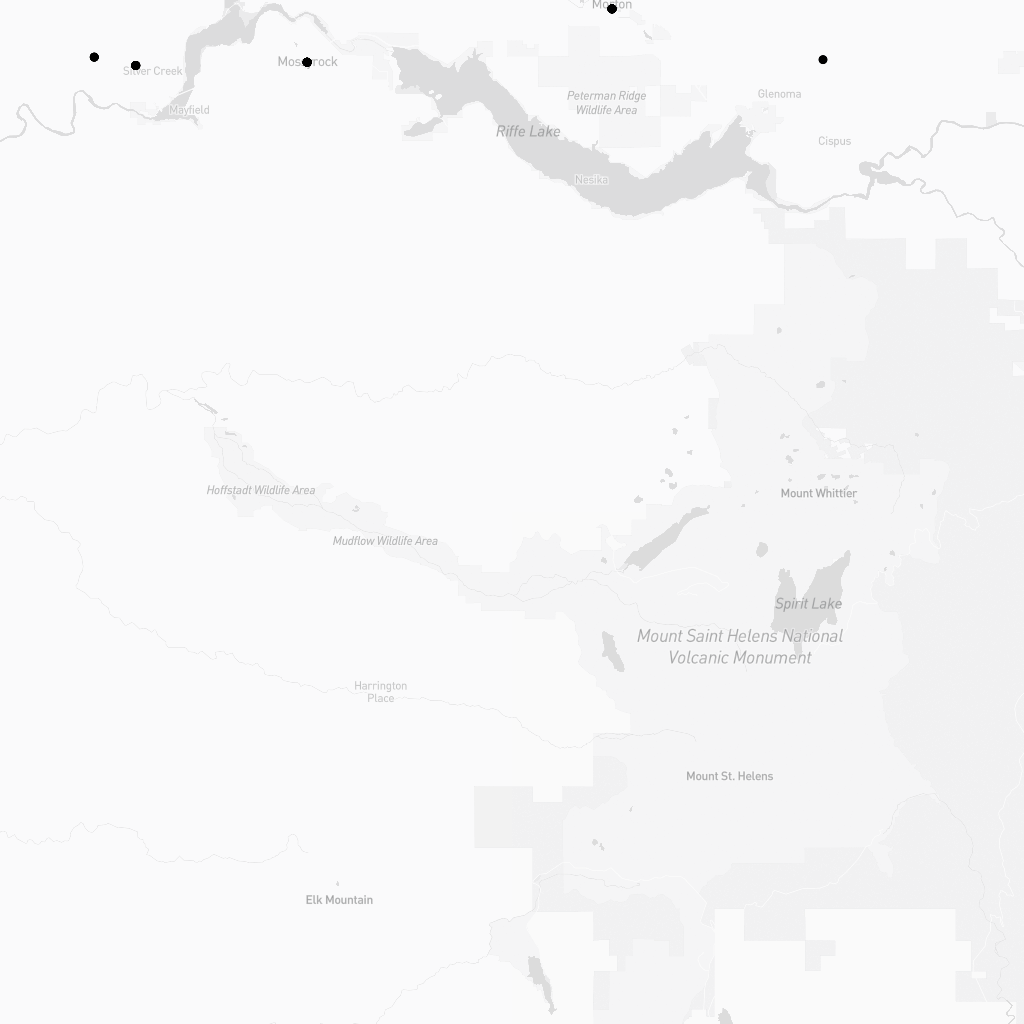 Morton
Mossyrock
Silver Creek
Glenoma
Peterman Ridge
Wildlife Area
Mayfield
Riffe Lake
Cispus
Nesika
Hoffstadt Wildlife Area
Mount Whittier
Mudflow Wildlife Area
Spirit Lake
Mount Saint Helens National
Volcanic Monument
Harrington
Place
Mount St. Helens
Elk Mountain